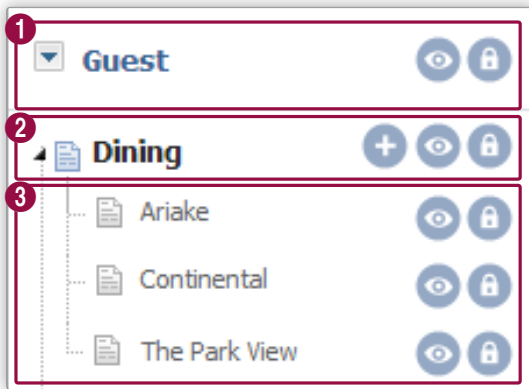 1
Guest
2
Dining
3
Ariake
Continental
The Park View